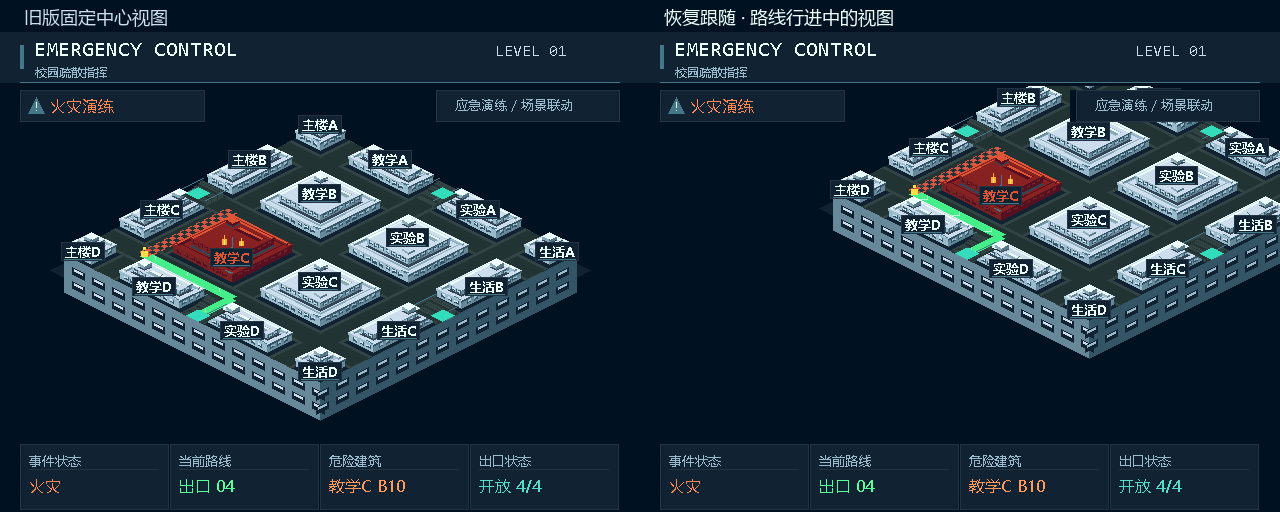 旧版固定中心视图
EMERGENCY CONTROL
LEVEL 01
校园疏散指挥
火灾演练
应急演练 / 场景联动
主楼A
主楼B
教学A
教学B
主楼C
实验A
实验B
主楼D
教学C
生活A
教学D
实验C
生活B
实验D
生活C
生活D
事件状态
火灾
当前路线
出口 04
危险建筑
教学C B10
出口状态
开放 4/4
恢复跟随 · 路线行进中的视图
EMERGENCY CONTROL
LEVEL 01
校园疏散指挥
火灾演练
应急演练 / 场景联动
主楼B
教学B
主楼C
实验A
实验B
主楼D
教学C
教学D
实验C
生活B
实验D
生活C
生活D
事件状态
火灾
当前路线
出口 04
危险建筑
教学C B10
出口状态
开放 4/4